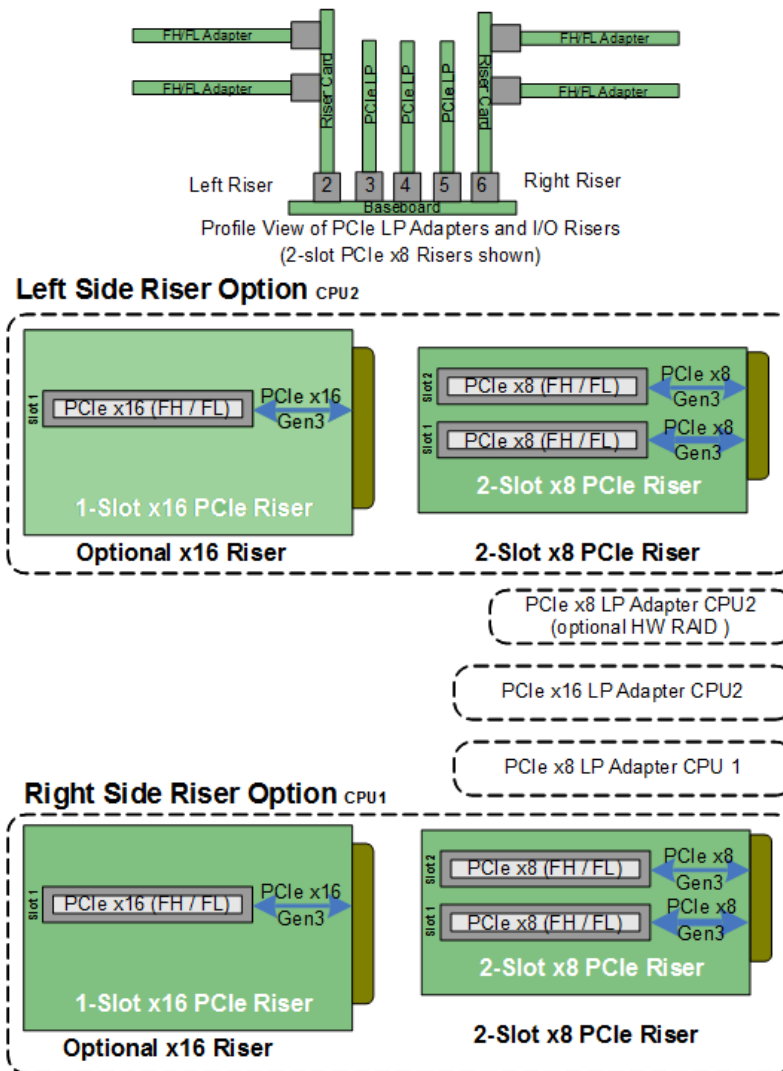 FH/FL Adapter
FH/FL Adapter
FH/FL Adapter
FH/FL Adapter
Riser Card
PCIe LP
PCIe LP
PCIe LP
Riser Card
Left Riser
2
3
4
5
6
Right Riser
Baseboard
Profile View of PCIe LP Adapters and I/O Risers
(2-slot PCIe x8 Risers shown)
Left Side Riser Option CPU2
Slot 1
PCIe x16 (FH / FL)
PCIe x16
Gen3
1-Slot x16 PCIe Riser
Optional x16 Riser
Slot 2
PCIe x8 (FH / FL)
PCIe x8
Gen3
Slot 1
PCIe x8 (FH / FL)
PCIe x8
Gen3
2-Slot x8 PCIe Riser
2-Slot x8 PCIe Riser
PCIe x8 LP Adapter CPU2
(optional HW RAID )
PCIe x16 LP Adapter CPU2
PCIe x8 LP Adapter CPU 1
Right Side Riser Option CPU1
Slot 1
PCIe x16 (FH / FL)
PCIe x16
Gen3
1-Slot x16 PCIe Riser
Optional x16 Riser
Slot 2
PCIe x8 (FH / FL)
PCIe x8
Gen3
Slot 1
PCIe x8 (FH / FL)
PCIe x8
Gen3
2-Slot x8 PCIe Riser
2-Slot x8 PCIe Riser